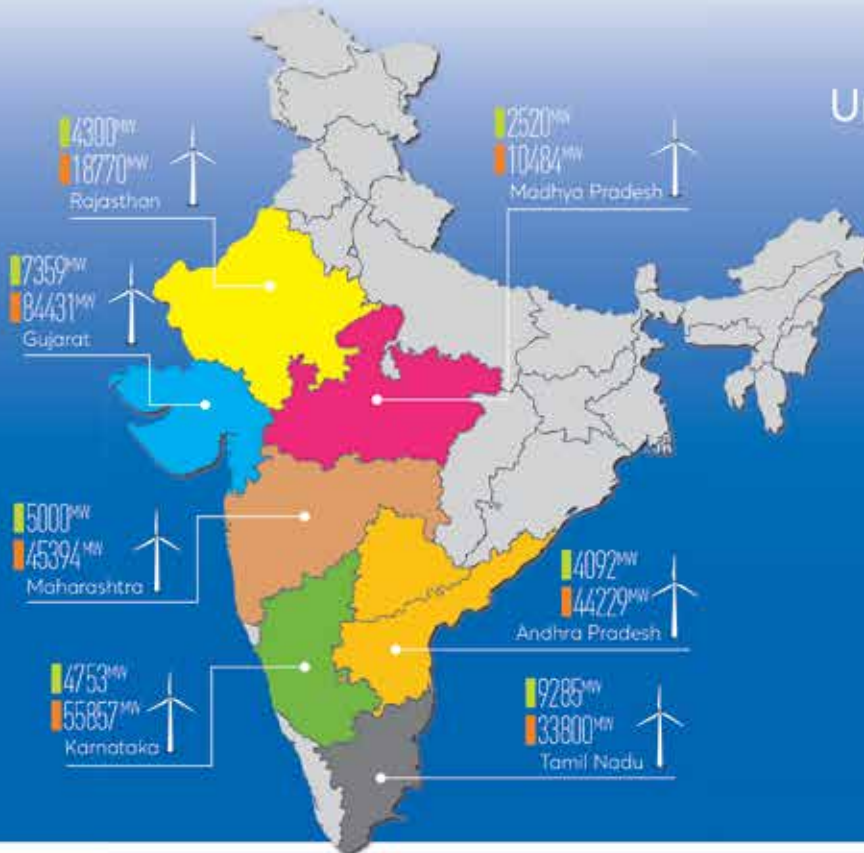 U
4300MW
18770MW
Rajasthan
2520MW
10484MW
Madhya Pradesh
7359MW
84431MW
Gujarat
5000MW
45394MW
Maharashtra
4092MW
44229MW
Andhra Pradesh
4753MW
55857MW
Karnataka
9285MW
33800MW
Tamil Nadu